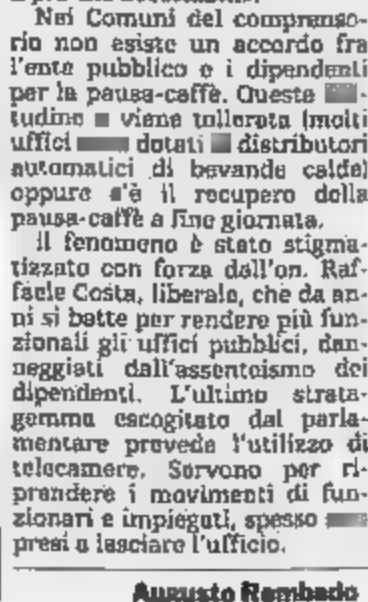 Nei Comuni del comprenso-
rio non esiste un accordo fra
l'ente pubblico e i dipendenti
per la pausa-caffè. Queste
tudine viene tollerata (molti
uffici dotati distributori
automatici di bevande calde)
oppure c'è il recupero della
pausa-caffè a fine giornata.
Il fenomeno è stato stigma-
tizzato con forza dall'on. Raf-
faele Costa, liberale, che da an-
ni si batte per rendere più fun-
zionali gli uffici pubblici, dan-
neggiati dall'assenteismo dei
dipendenti. L'ultimo strata-
gemma escogitato dal parla-
mentare prevede l'utilizzo di
telecamere. Servono per ri-
prendere i movimenti di fun-
zionari e impiegati, spesso
presi a lasciare l'ufficio.
Augusto Rembado